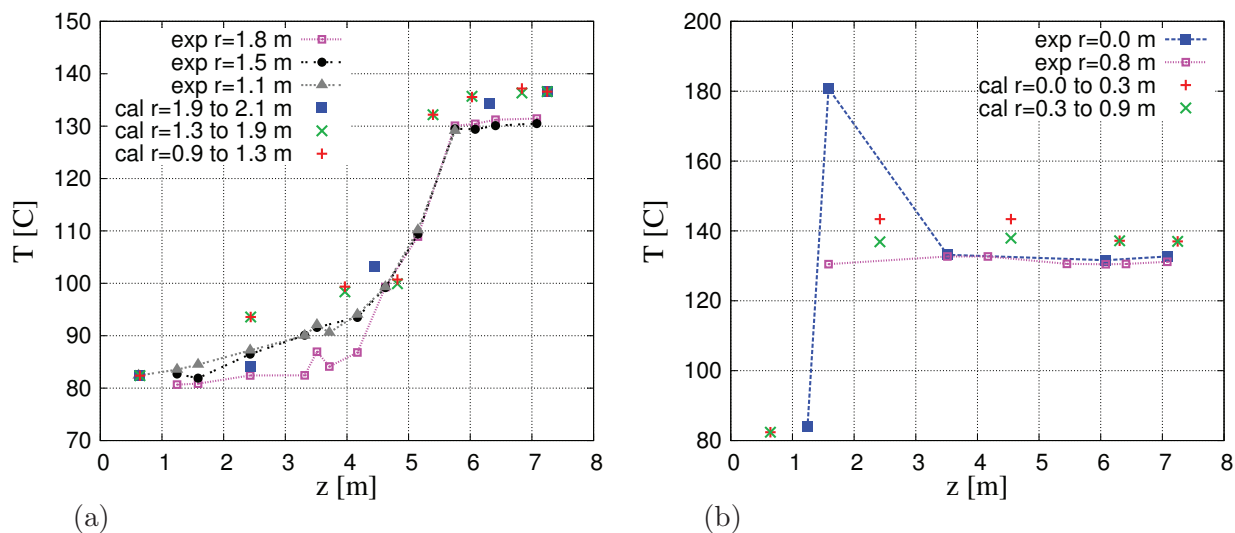 150
140
130
120
110
100
90
80
70
T [C]
exp r=1.8 m
exp r=1.5 m
exp r=1.1 m
cal r=1.9 to 2.1 m
cal r=1.3 to 1.9 m
cal r=0.9 to 1.3 m
0 1 2 3 4 5 6 7 8
z [m]
(a)
200
180
160
140
120
100
80
T [C]
exp r=0.0 m
exp r=0.8 m
cal r=0.0 to 0.3 m
cal r=0.3 to 0.9 m
0 1 2 3 4 5 6 7 8
z [m]
(b)